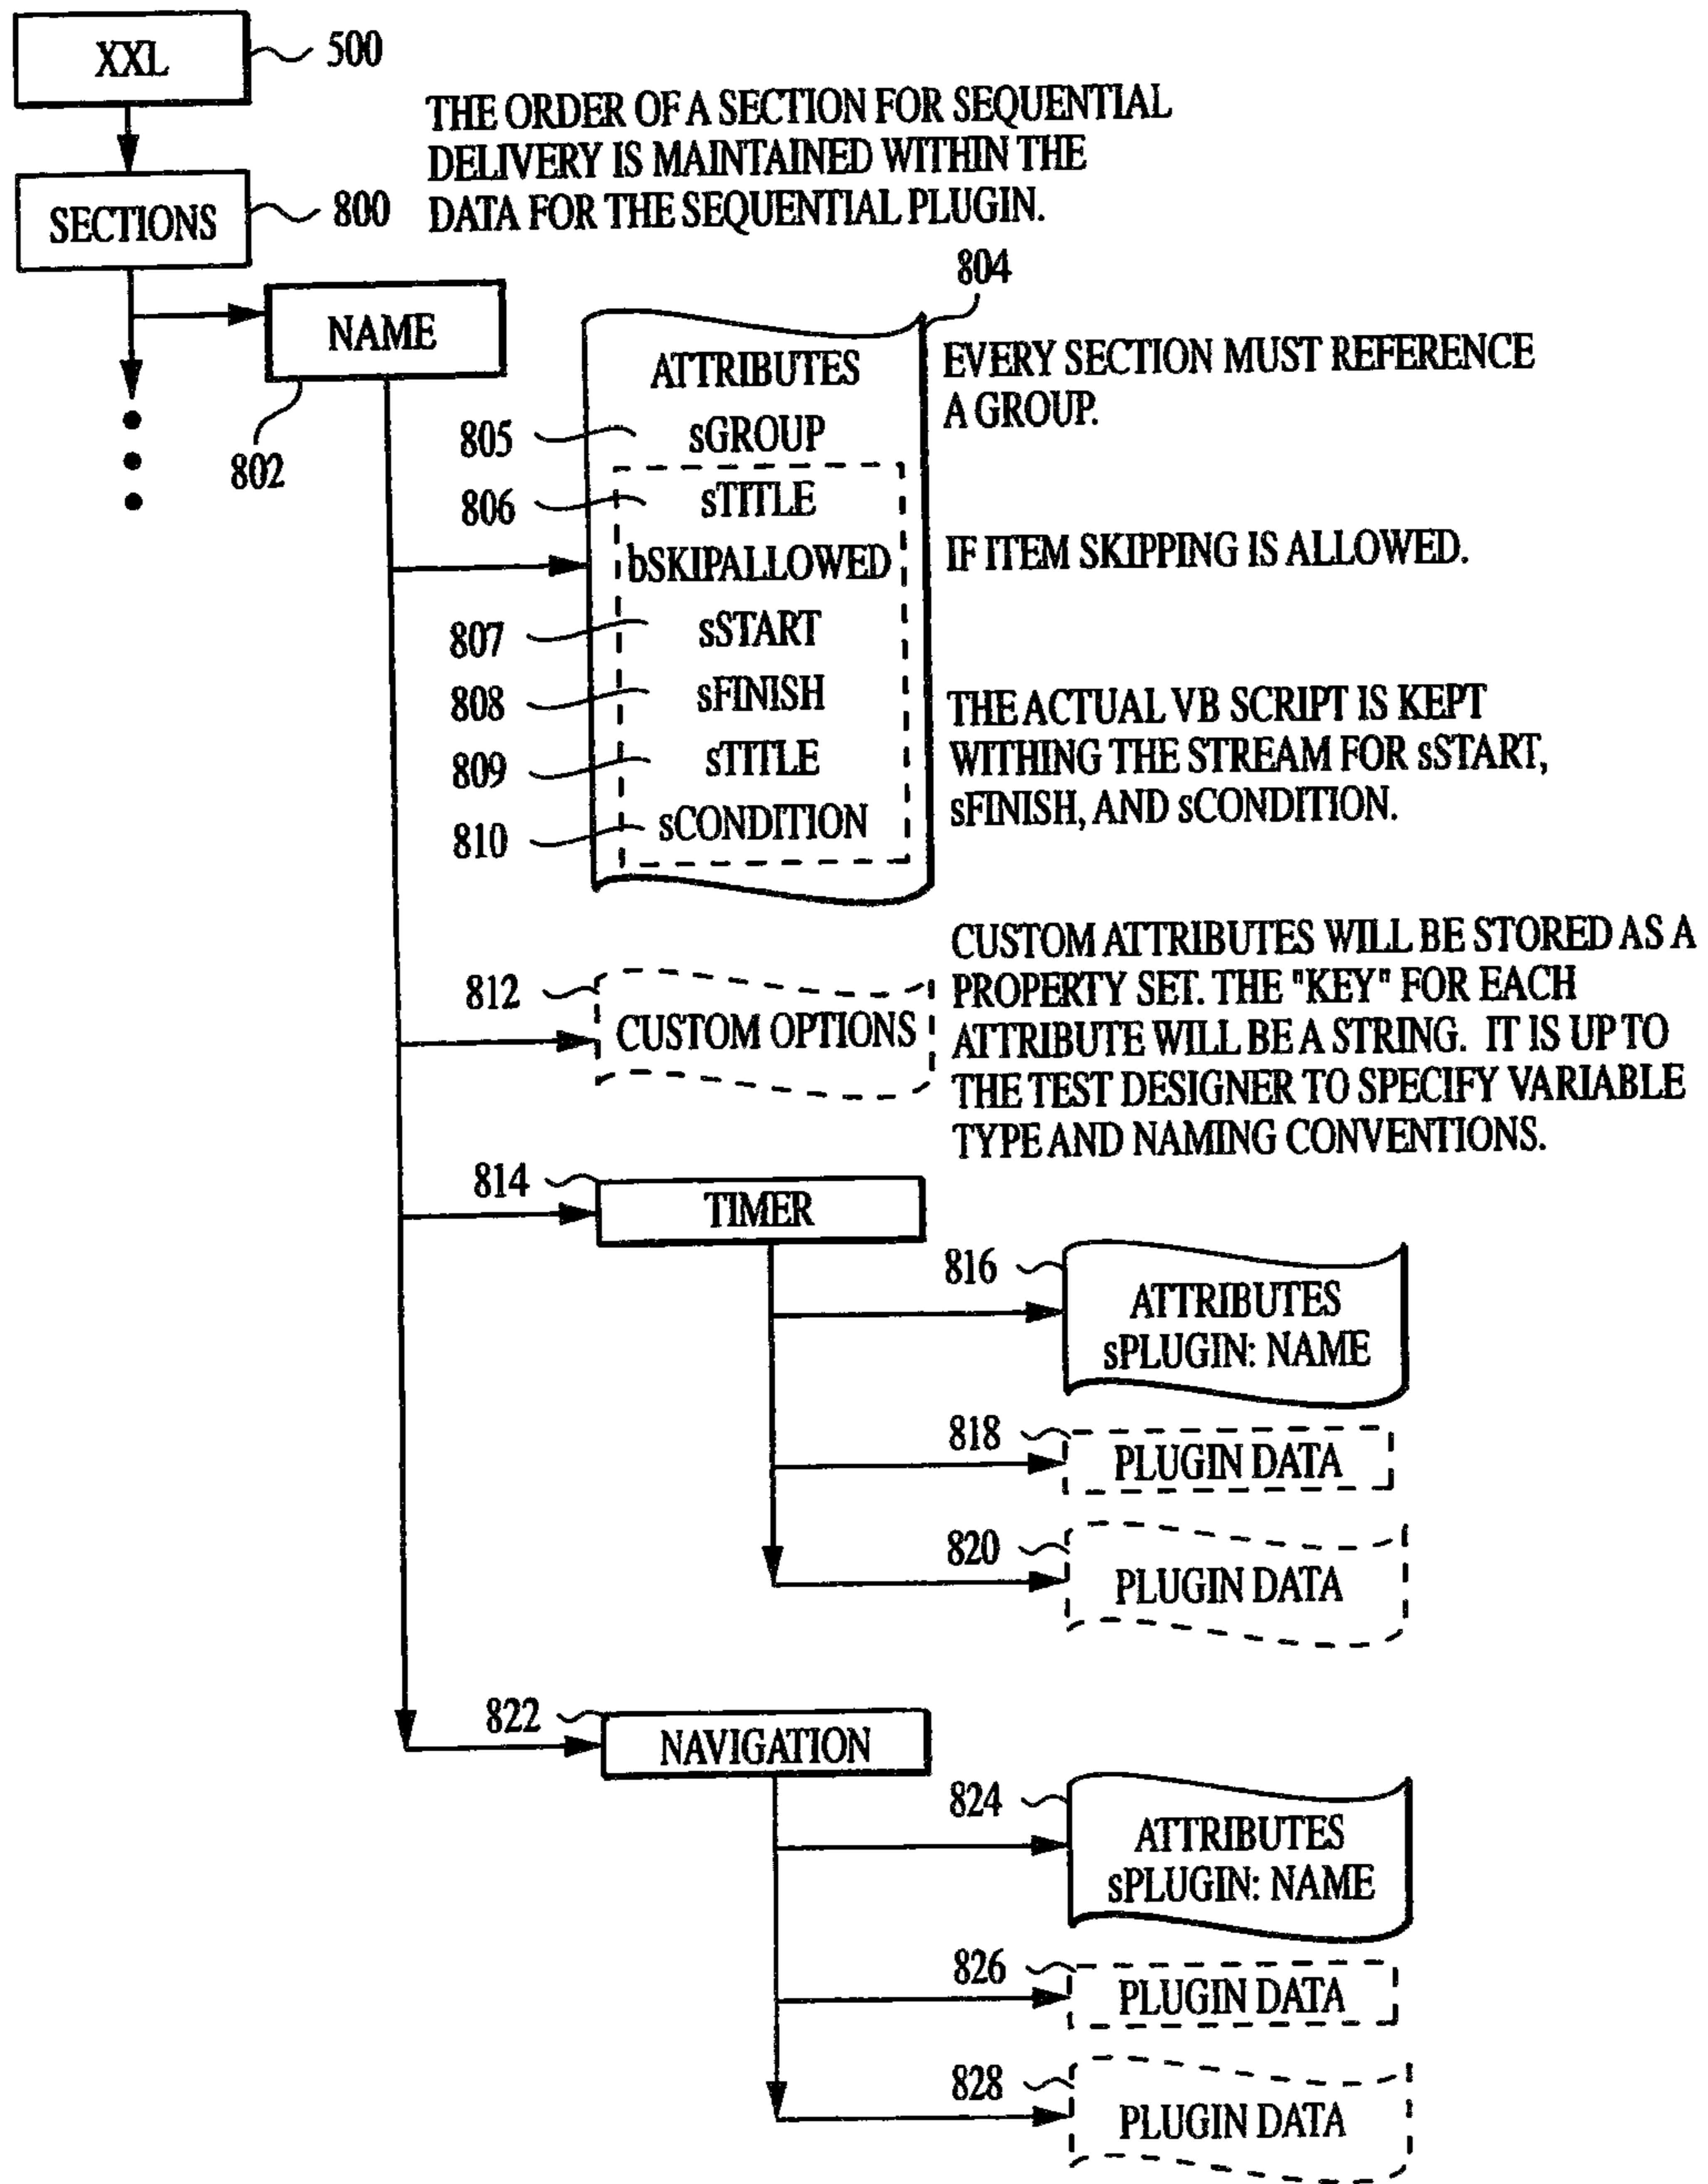 XXL
500
THE ORDER OF A SECTION FOR SEQUENTIAL
DELIVERY IS MAINTAINED WITHIN THE
DATA FOR THE SEQUENTIAL PLUGIN.
SECTIONS
800
NAME
802
804
ATTRIBUTES
EVERY SECTION MUST REFERENCE
A GROUP.
805
sGROUP
806
sTITLE
bSKIPALLOWED
IF ITEM SKIPPING IS ALLOWED.
807
sSTART
808
sFINISH
809
sTITLE
810
sCONDITION
THE ACTUAL VB SCRIPT IS KEPT
WITHING THE STREAM FOR sSTART,
sFINISH, AND sCONDITION.
812
CUSTOM OPTIONS
CUSTOM ATTRIBUTES WILL BE STORED AS A
PROPERTY SET. THE "KEY" FOR EACH
ATTRIBUTE WILL BE A STRING. IT IS UP TO
THE TEST DESIGNER TO SPECIFY VARIABLE
TYPE AND NAMING CONVENTIONS.
814
TIMER
816
ATTRIBUTES
sPLUGIN: NAME
818
PLUGIN DATA
820
PLUGIN DATA
822
NAVIGATION
824
ATTRIBUTES
sPLUGIN: NAME
826
PLUGIN DATA
828
PLUGIN DATA